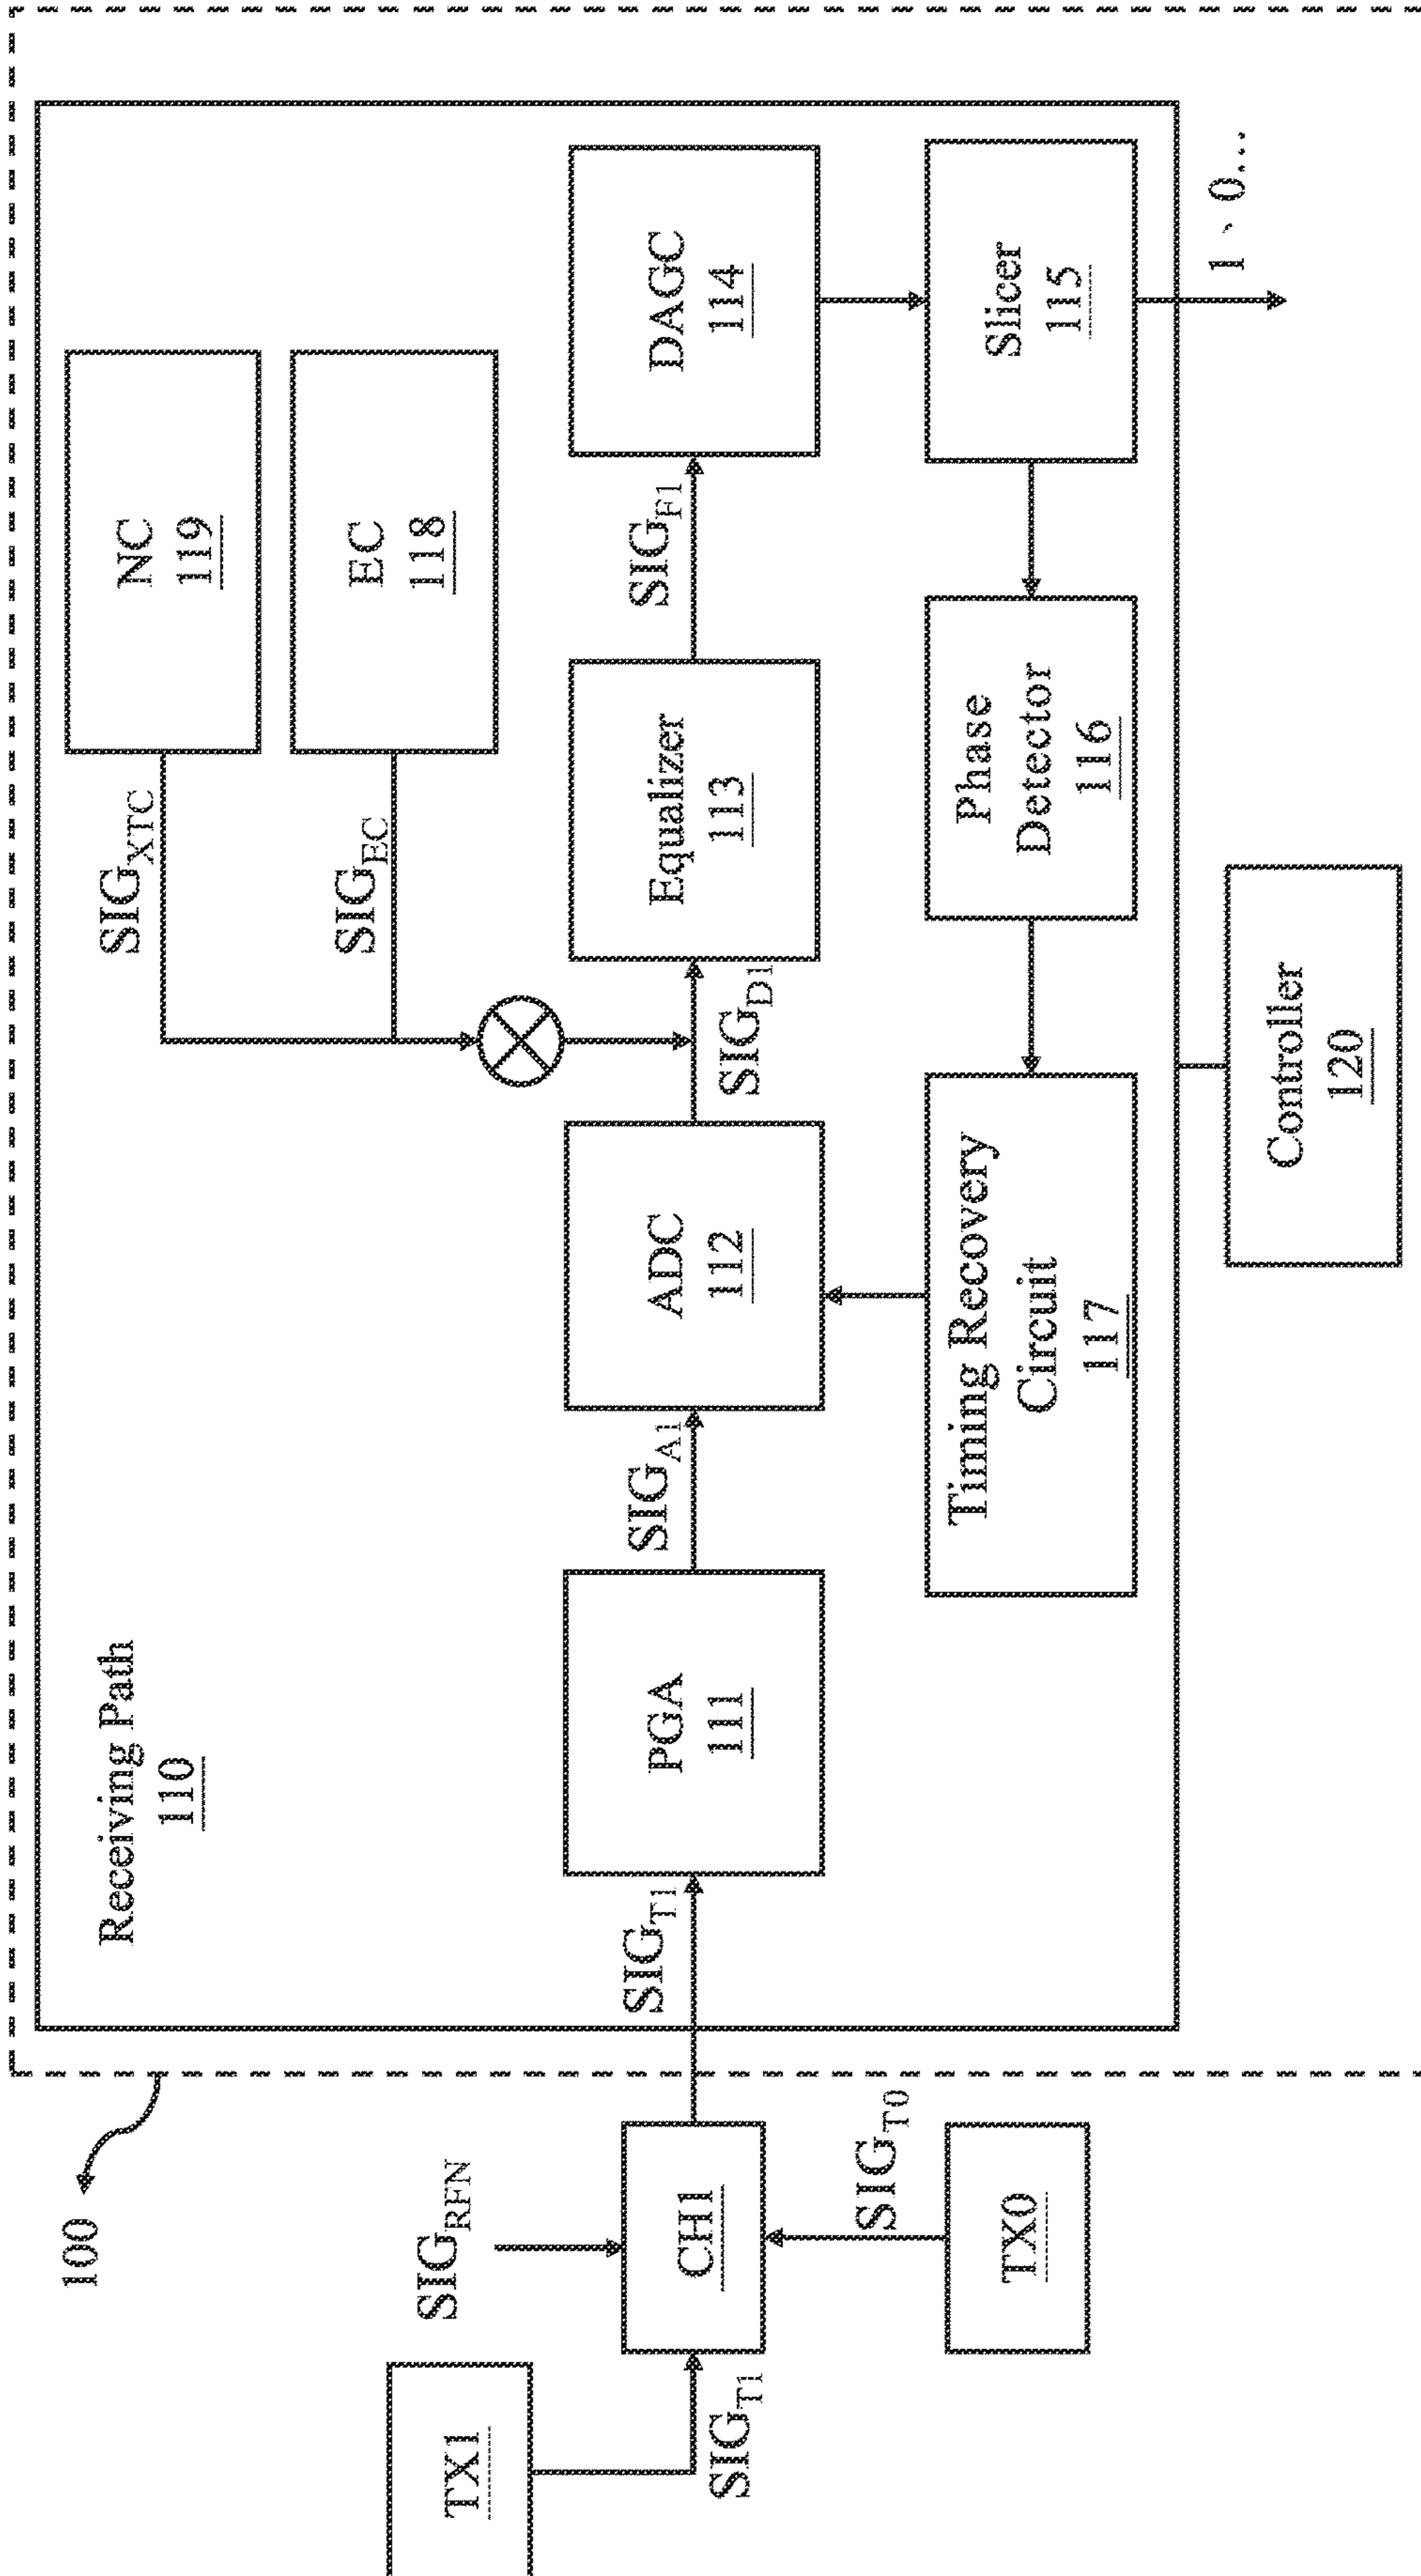 100
Receiving Path
110
NC
119
SIG_XTC
EC
118
SIG_EC
TX1
SIG_T1
SIG_RFN
CH1
SIG_T0
TX0
SIG_T1
PGA
111
SIG_A1
ADC
112
SIG_D1
Equalizer
113
SIG_F1
DAGC
114
Timing Recovery
Circuit
117
Phase
Detector
116
Slicer
115
1、0...
Controller
120